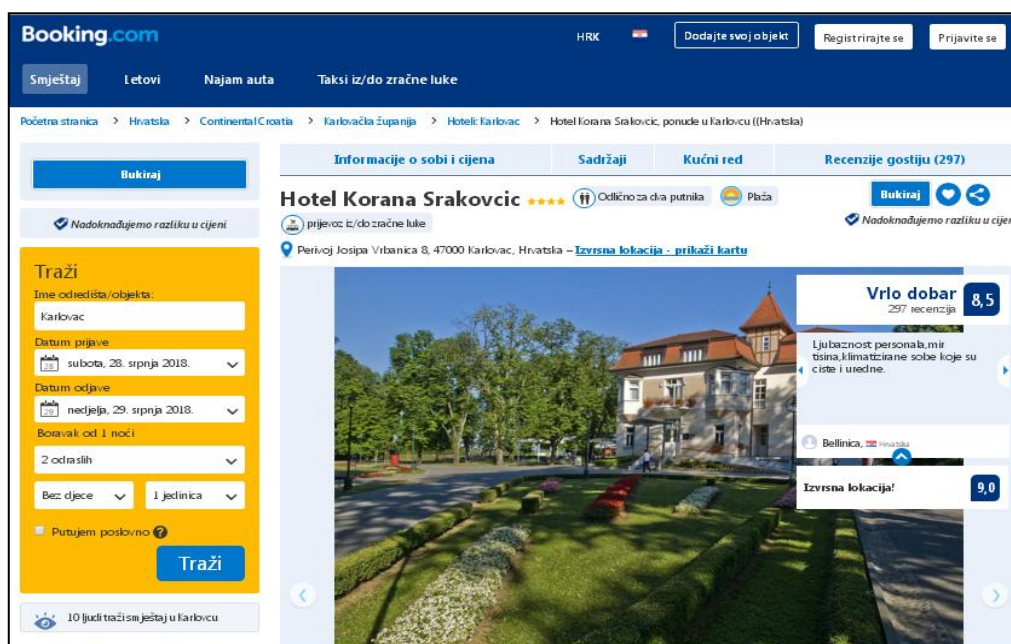 Booking.com
HRK
Dodajte svoj objekt
Registrirajte se
Prijavite se
Smještaj
Letovi
Najam auta
Taksi iz/do zračne luke
Početna stranica > Hrvatska > Continental Croatia > Karlovačka županija > Hoteli: Karlovac > Hotel Korana Srakovcic, ponude u Karlovcu ((Hrvatska)
Bukiraj
Nadoknađujemo razliku u cijeni
Traži
Ime odredišta/objekta:
Karlovac
Datum prijave
28
subota, 28. srpnja 2018.
Datum odjave
29
nedjelja, 29. srpnja 2018.
Boravak od 1 noći
2 odraslih
Bez djece
1 jedinica
Putujem poslovno
Traži
10 ljudi traži smještaj u Karlovcu
Informacije o sobi i cijena
Sadržaji
Kućni red
Recenzije gostiju (297)
Hotel Korana Srakovcic
Odlično za dva putnika
Plaža
Bukiraj
prijevoz iz/do zračne luke
Nadoknađujemo razliku u cijeni
Perivoj Josipa Vrbanica 8, 47000 Karlovac, Hrvatska – Izvrsna lokacija - prikaži kartu
Vrlo dobar
8,5
297 recenzija
Ljubaznost personala,mir
tisina,klimatizirane sobe koje su
ciste i uredne.
Bellinica,
Hrvatska
Izvrsna lokacija!
9,0